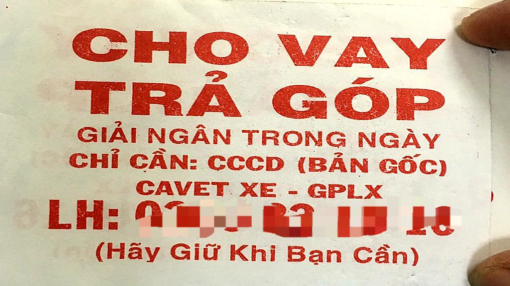 CHO VAY
TRẢ GÓP
GIẢI NGÂN TRONG NGÀY
CHỈ CẦN: CCCD (BẢN GỐC)
CAVET XE - GPLX
LH:
(Hãy Giữ Khi Bạn Cần)